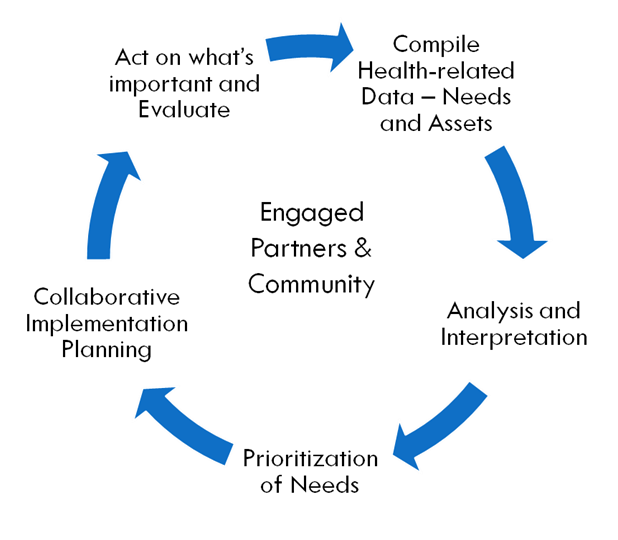 Act on what's
important and
Evaluate
Compile
Health-related
Data – Needs
and Assets
Engaged
Partners &
Community
Analysis and
Interpretation
Prioritization
of Needs
Collaborative
Implementation
Planning